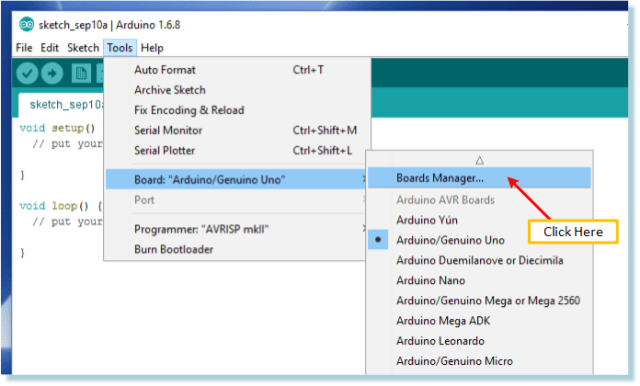 sketch_sep10a | Arduino 1.6.8
File Edit Sketch Tools Help
Auto Format Ctrl+T
Archive Sketch
Fix Encoding & Reload
Serial Monitor Ctrl+Shift+M
Serial Plotter Ctrl+Shift+L
Board: "Arduino/Genuino Uno"
Port
Programmer: "AVRISP mkII"
Burn Bootloader
sketch_sep10a
void setup()
// put your
}
void loop() {
// put your
}
Boards Manager...
Arduino AVR Boards
Arduino Yún
Arduino/Genuino Uno
Arduino Duemilanove or Diecimila
Arduino Nano
Arduino/Genuino Mega or Mega 2560
Arduino Mega ADK
Arduino Leonardo
Arduino/Genuino Micro
Click Here